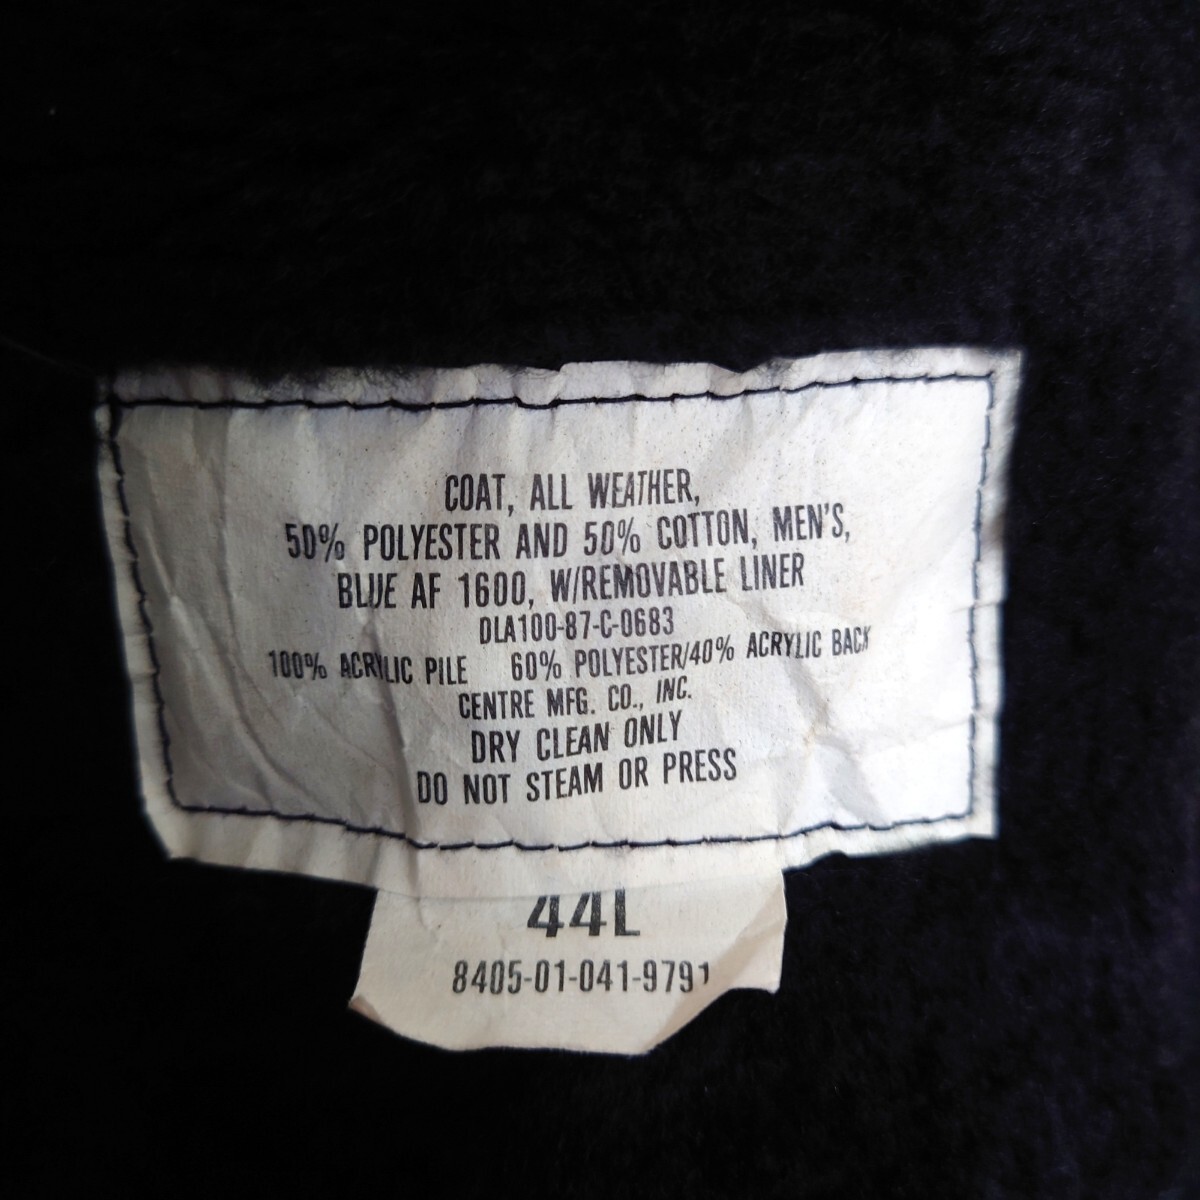 COAT, ALL WEATHER,
50% POLYESTER AND 50% COTTON, MEN'S,
BLUE AF 1600, W/REMOVABLE LINER
DLA100-87-C-0683
100% ACRYLIC PILE 60% POLYESTER/40% ACRYLIC BACK
CENTRE MFG. CO., INC.
DRY CLEAN ONLY
DO NOT STEAM OR PRESS
44L
8405-01-041-9791